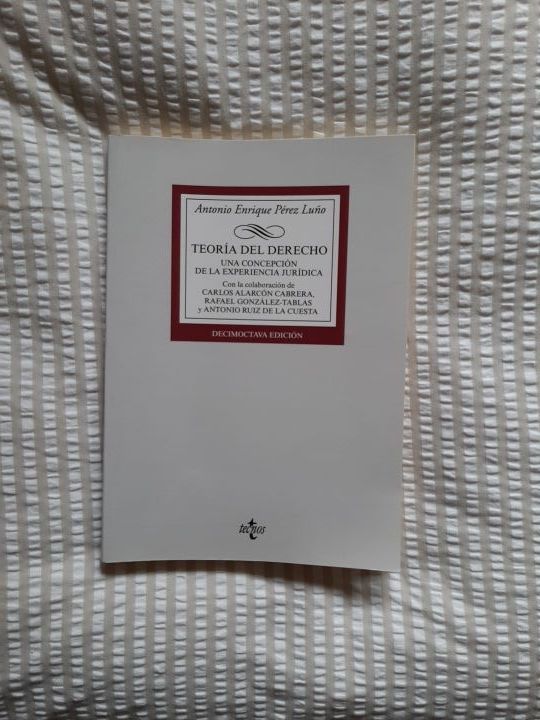 Antonio Enrique Pérez Luño
TEORÍA DEL DERECHO
UNA CONCEPCIÓN
DE LA EXPERIENCIA JURÍDICA
Con la colaboración de
CARLOS ALARCÓN CABRERA,
RAFAEL GONZÁLEZ-TABLAS
y ANTONIO RUIZ DE LA CUESTA
DECIMOCTAVA EDICIÓN
tecnos